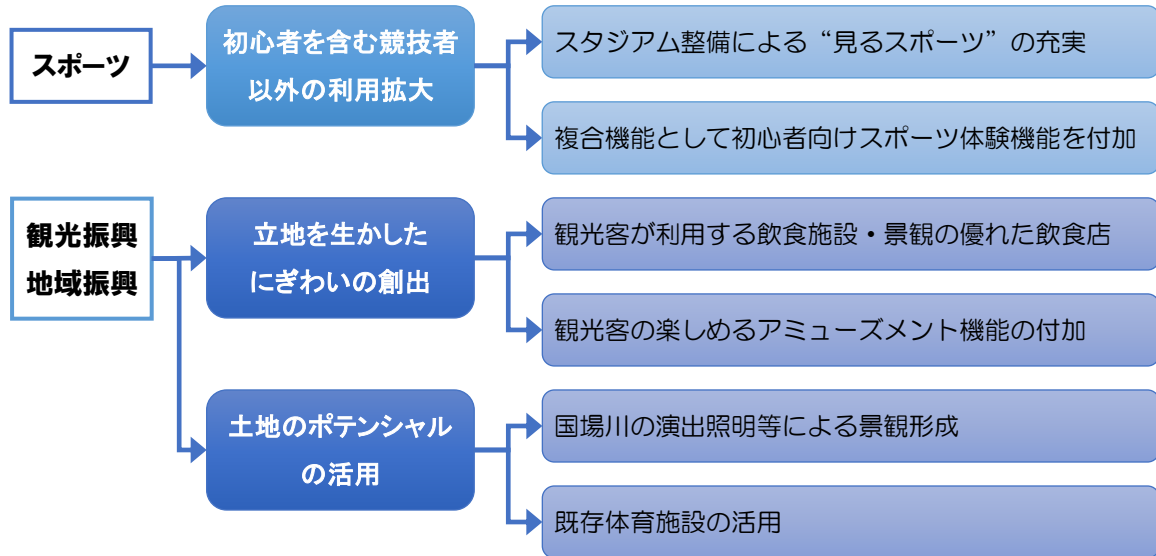 スポーツ
初心者を含む競技者
以外の利用拡大
スタジアム整備による“見るスポーツ”の充実
複合機能として初心者向けスポーツ体験機能を付加
観光振興
地域振興
立地を生かした
にぎわいの創出
観光客が利用する飲食施設・景観の優れた飲食店
観光客の楽しめるアミューズメント機能の付加
土地のポテンシャル
の活用
国場川の演出照明等による景観形成
既存体育施設の活用